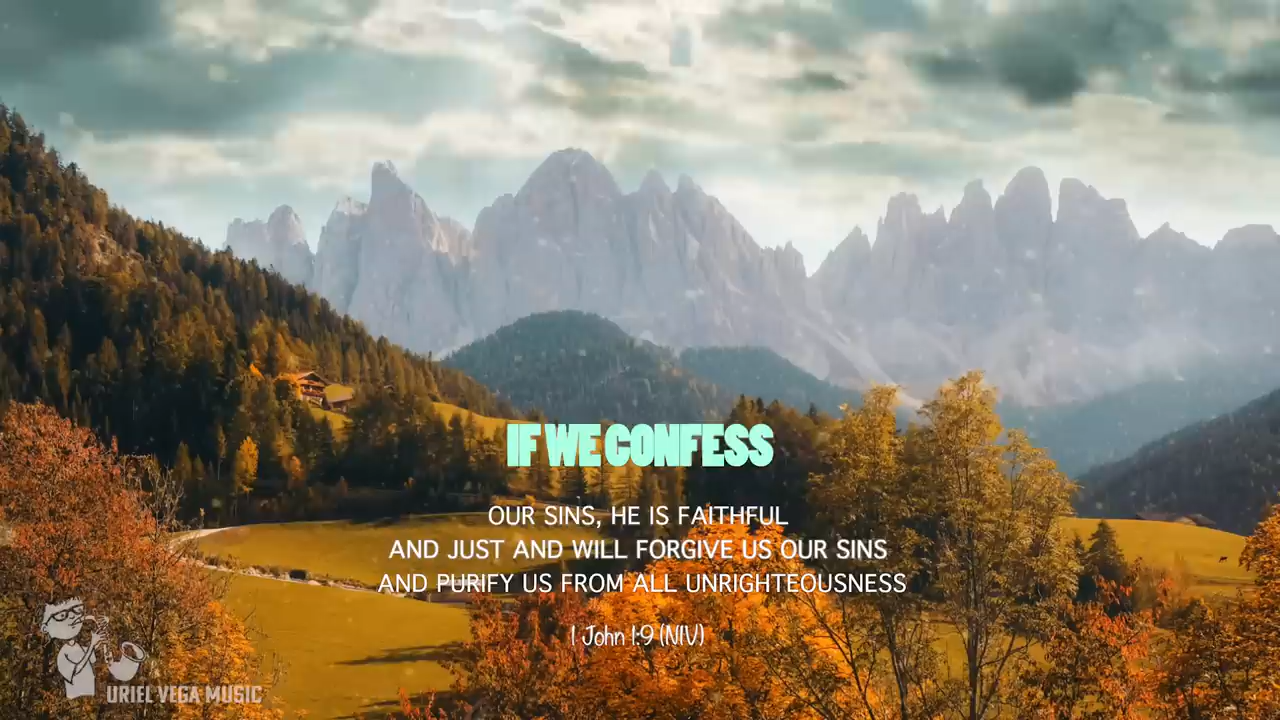 IF WE CONFESS
OUR SINS, HE IS FAITHFUL
AND JUST AND WILL FORGIVE US OUR SINS
AND PURIFY US FROM ALL UNRIGHTEOUSNESS
1 John 1:9 (NIV)
URIEL VEGA MUSIC